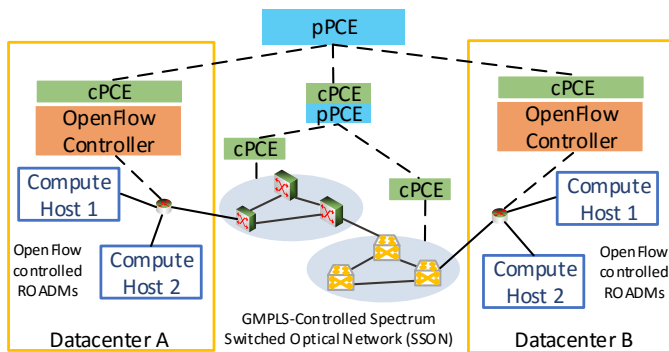 pPCE
cPCE
OpenFlow
Controller
Compute
Host 1
OpenFlow
controlled
ROADMs
Compute
Host 2
Datacenter A
cPCE
pPCE
cPCE
cPCE
GMPLS-Controlled Spectrum
Switched Optical Network (SSON)
cPCE
OpenFlow
Controller
Compute
Host 1
Compute
Host 2
OpenFlow
controlled
ROADMs
Datacenter B